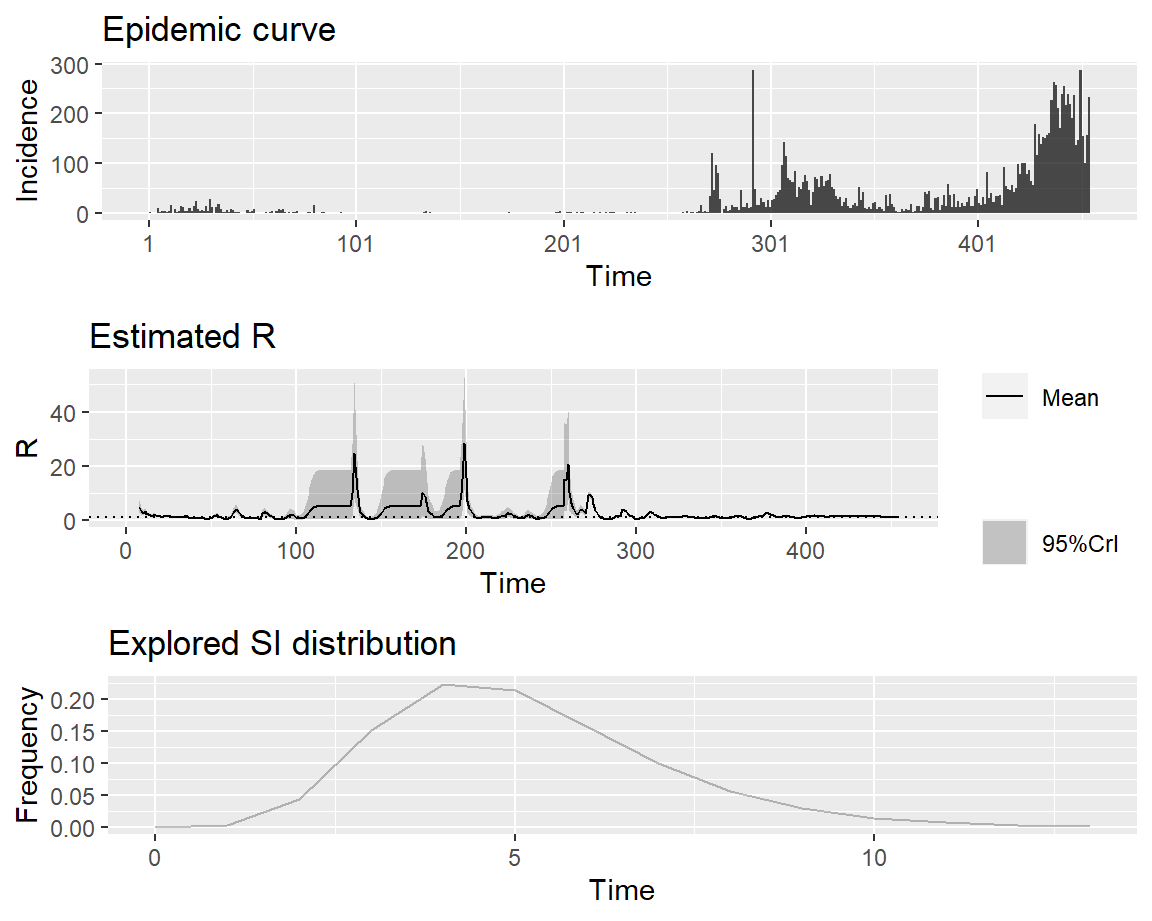 Epidemic curve
300
200
100
0
Incidence
1 101 201 301 401
Time
Estimated R
40
20
0
R
0 100 200 300 400
Time
Mean
95%CrI
Explored SI distribution
0.20
0.15
0.10
0.05
0.00
Frequency
0 5 10
Time